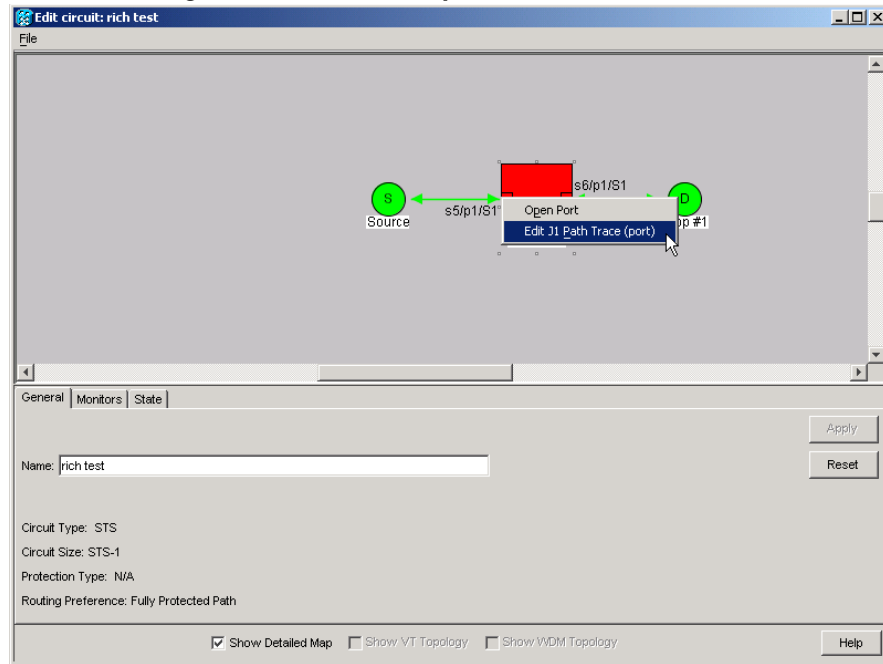 Edit circuit: rich test
File
s6/p1/S1
S
D
s5/p1/S1
Source
Open Port
#1
Edit J1 Path Trace (port)
General
Monitors
State
Apply
Name: rich test
Reset
Circuit Type: STS
Circuit Size: STS-1
Protection Type: N/A
Routing Preference: Fully Protected Path
Show Detailed Map
Show VT Topology
Show WDM Topology
Help